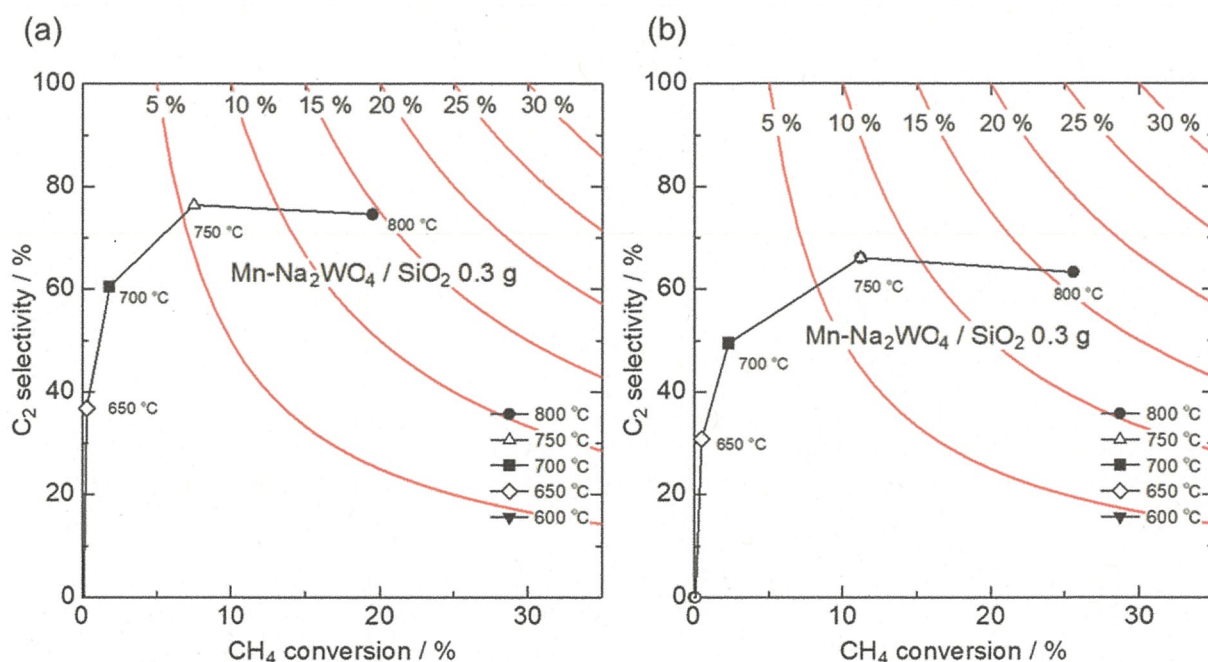 (a)
100
80
60
40
20
0
C₂ selectivity / %
5 % 10 % 15 % 20 % 25 % 30 %
750 °C
800 °C
Mn-Na₂WO₄ / SiO₂ 0.3 g
700 °C
650 °C
800 °C
750 °C
700 °C
650 °C
600 °C
0 10 20 30
CH₄ conversion / %
(b)
100
80
60
40
20
0
C₂ selectivity / %
5 % 10 % 15 % 20 % 25 % 30 %
750 °C
800 °C
Mn-Na₂WO₄ / SiO₂ 0.3 g
700 °C
650 °C
800 °C
750 °C
700 °C
650 °C
600 °C
0 10 20 30
CH₄ conversion / %